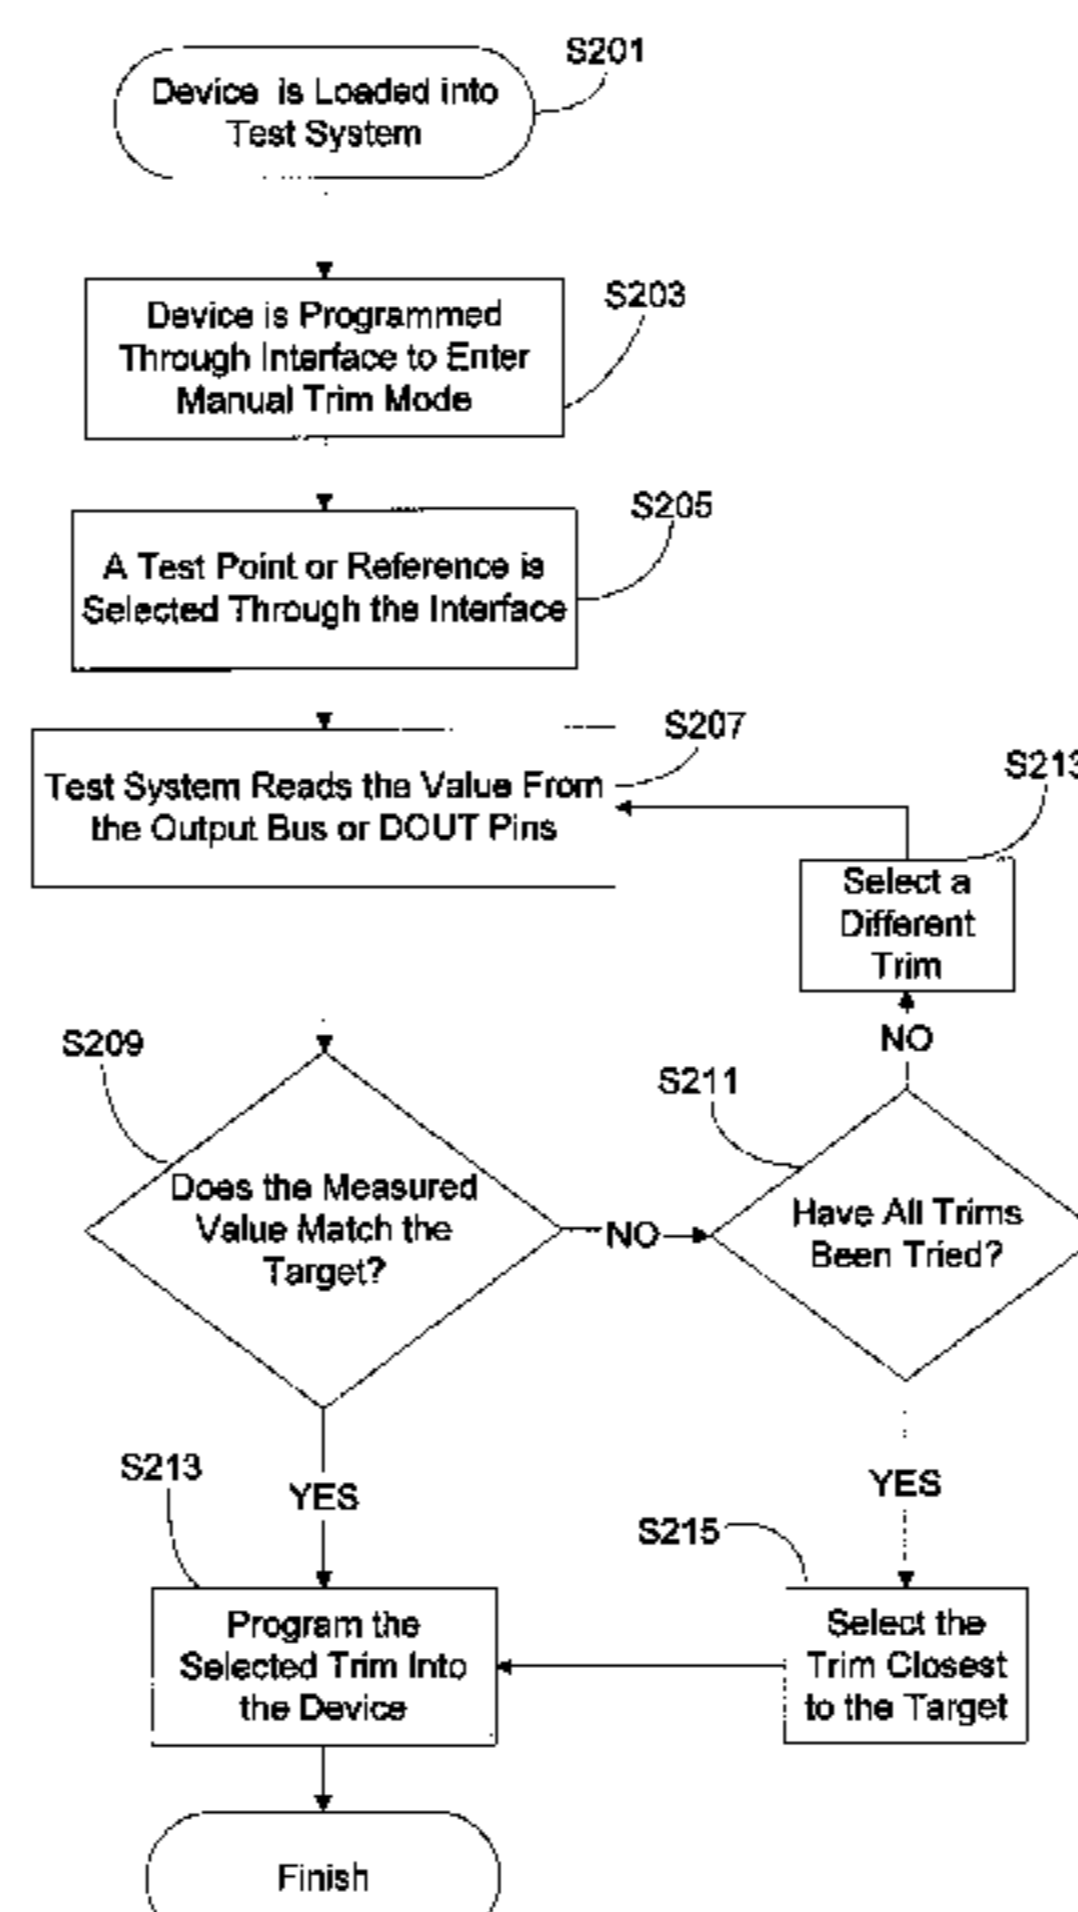 S201
Device is Loaded into
Test System
S203
Device is Programmed
Through Interface to Enter
Manual Trim Mode
S205
A Test Point or Reference is
Selected Through the Interface
S207
Test System Reads the Value From
the Output Bus or DOUT Pins
S213
Select a
Different
Trim
NO
S209
S211
Does the Measured
Value Match the
Target?
NO
Have All Trims
Been Tried?
S213
YES
YES
S215
Program the
Selected Trim Into
the Device
Select the
Trim Closest
to the Target
Finish